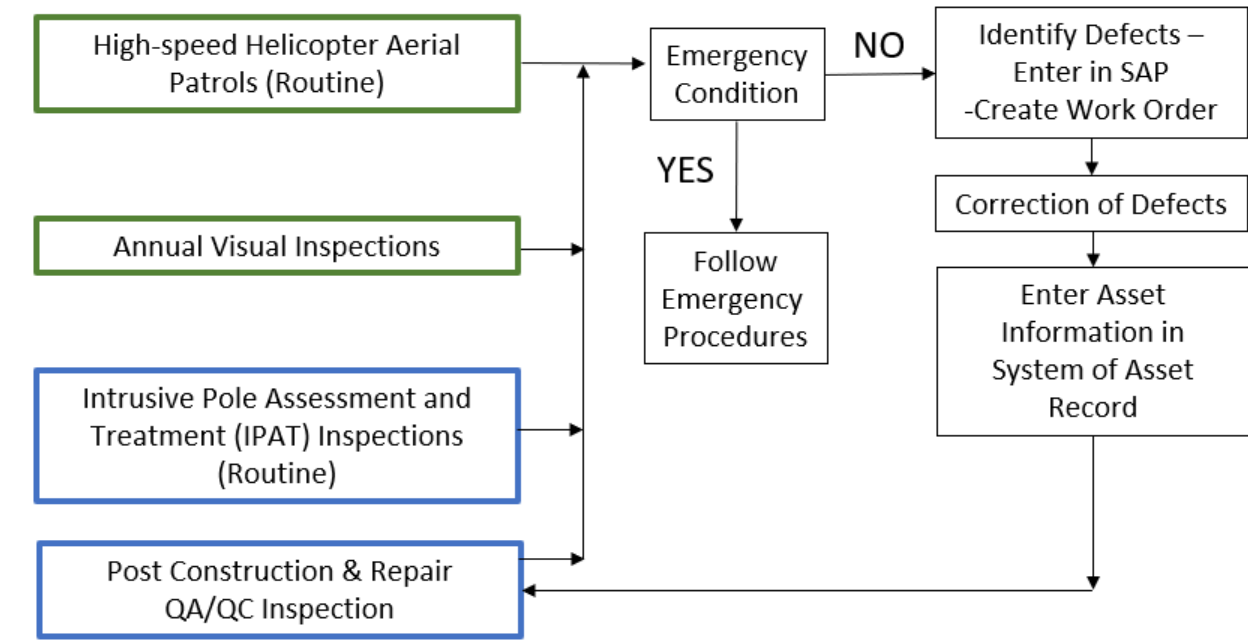 High-speed Helicopter Aerial
Patrols (Routine)
Emergency
Condition
NO
Identify Defects –
Enter in SAP
-Create Work Order
YES
Correction of Defects
Annual Visual Inspections
Follow
Emergency
Procedures
Enter Asset
Information in
System of Asset
Record
Intrusive Pole Assessment and
Treatment (IPAT) Inspections
(Routine)
Post Construction & Repair
QA/QC Inspection